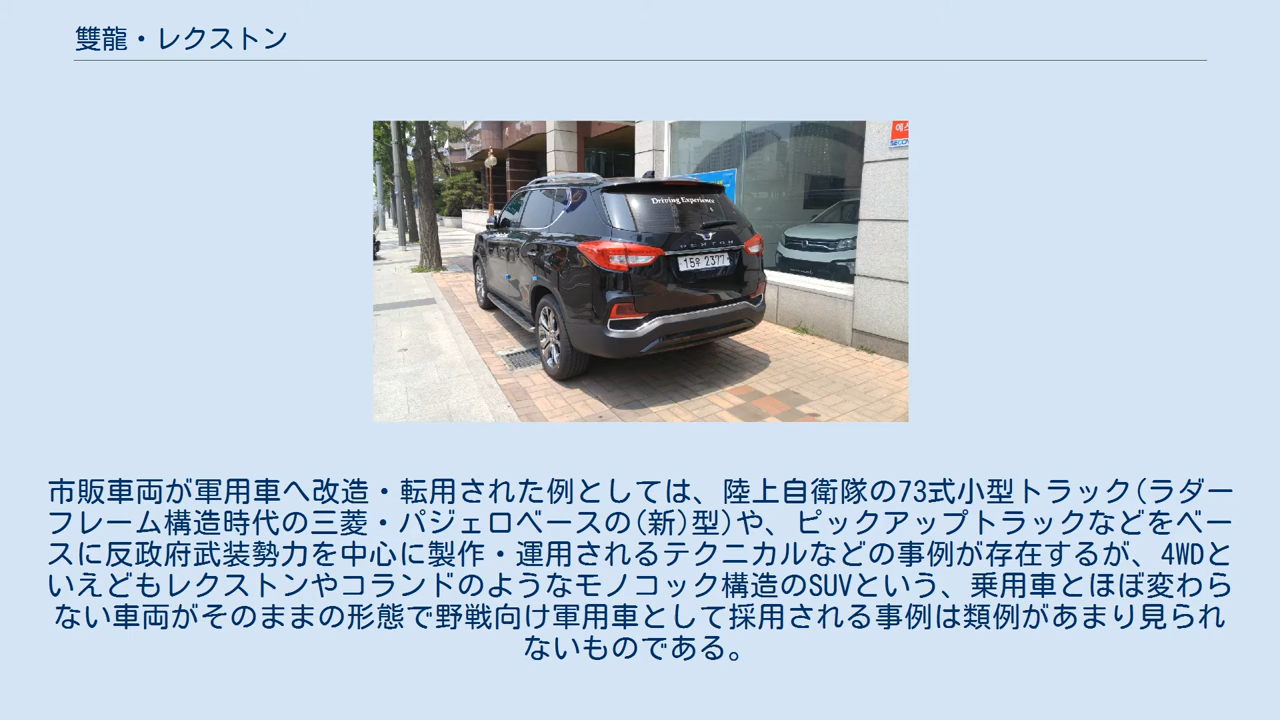 雙龍・レクストン
Driving Experience
REXTON
15우 2377
市販車両が軍用車へ改造・転用された例としては、陸上自衛隊の73式小型トラック(ラダー
フレーム構造時代の三菱・パジェロベースの(新)型)や、ピックアップトラックなどをベー
スに反政府武装勢力を中心に製作・運用されるテクニカルなどの事例が存在するが、4WDと
いえどもレクストンやコランドのようなモノコック構造のSUVという、乗用車とほぼ変わら
ない車両がそのままの形態で野戦向け軍用車として採用される事例は類例があまり見られ
ないものである。